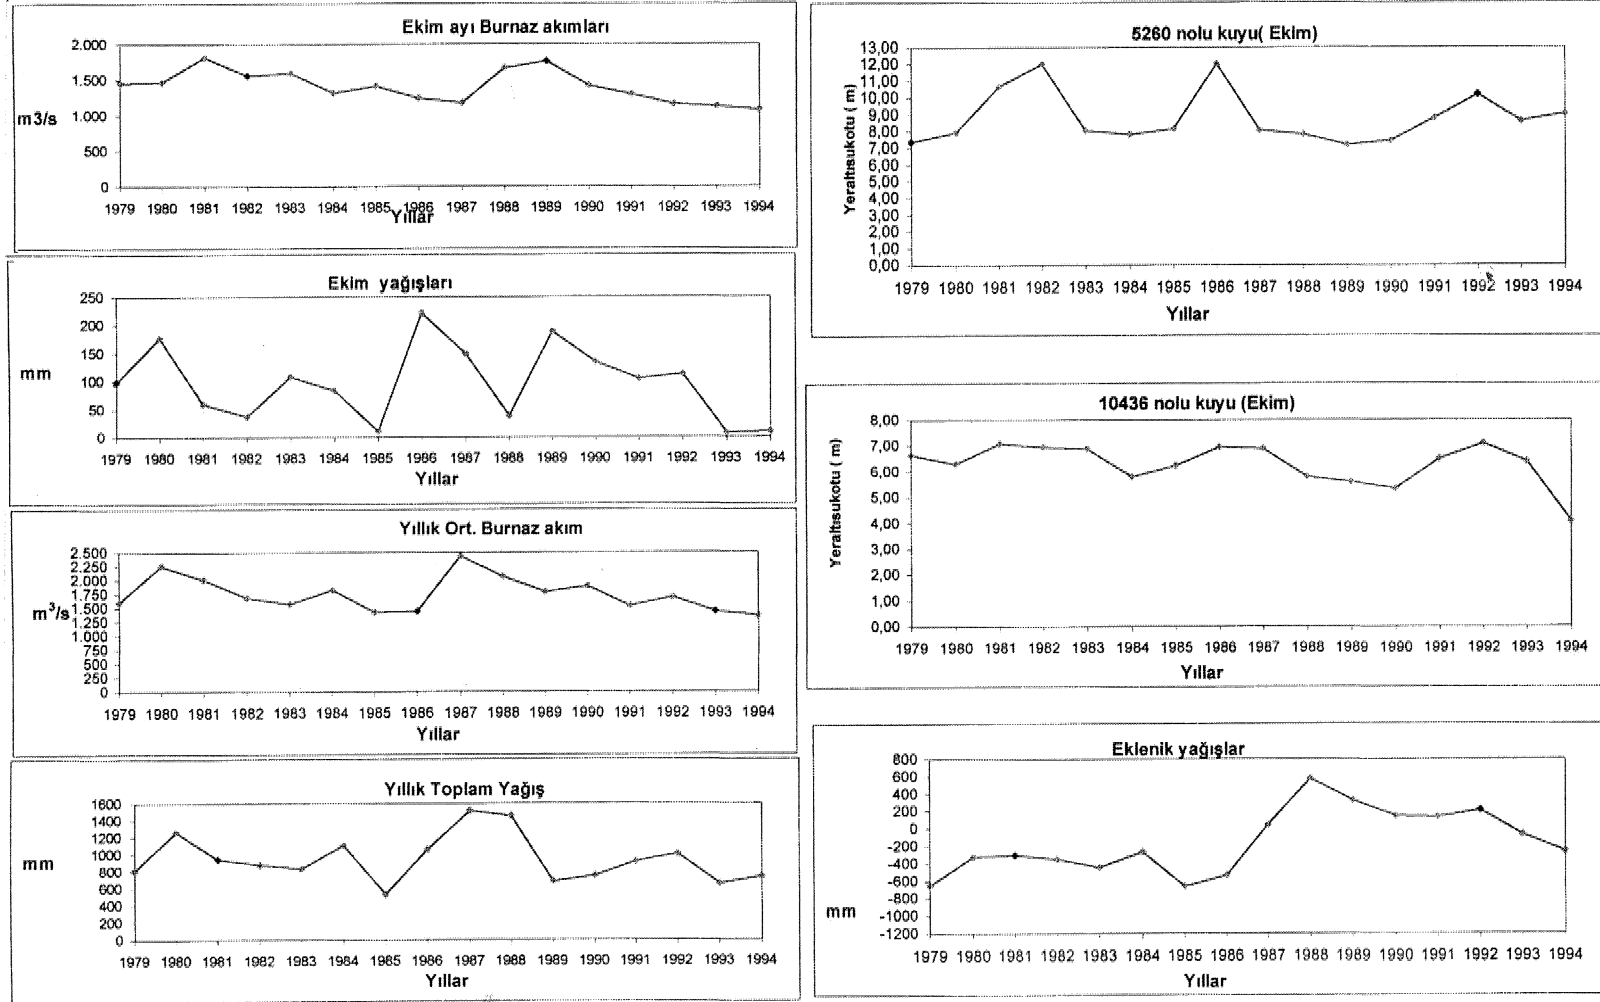 Ekim ayı Burnaz akımları
2.000
1.500
m3/s
1.000
500
0
1979 1980 1981 1982 1983 1984 1985 1986 1987 1988 1989 1990 1991 1992 1993 1994
Yıllar
Ekim yağışları
250
200
150
mm
100
50
0
1979 1980 1981 1982 1983 1984 1985 1986 1987 1988 1989 1990 1991 1992 1993 1994
Yıllar
Yıllık Ort. Burnaz akım
2.500
2.250
2.000
1.750
m³/s
1.500
1.250
1.000
750
500
250
0
1979 1980 1981 1982 1983 1984 1985 1986 1987 1988 1989 1990 1991 1992 1993 1994
Yıllar
Yıllık Toplam Yağış
1600
1400
1200
1000
mm
800
600
400
200
0
1979 1980 1981 1982 1983 1984 1985 1986 1987 1988 1989 1990 1991 1992 1993 1994
Yıllar
5260 nolu kuyu( Ekim)
Yeraltısukotu ( m)
13,00
12,00
11,00
10,00
9,00
8,00
7,00
6,00
5,00
4,00
3,00
2,00
1,00
0,00
1979 1980 1981 1982 1983 1984 1985 1986 1987 1988 1989 1990 1991 1992 1993 1994
Yıllar
10436 nolu kuyu (Ekim)
Yeraltısukotu ( m)
8,00
7,00
6,00
5,00
4,00
3,00
2,00
1,00
0,00
1979 1980 1981 1982 1983 1984 1985 1986 1987 1988 1989 1990 1991 1992 1993 1994
Yıllar
Eklenik yağışlar
800
600
400
200
0
-200
-400
-600
-800
mm
-1000
-1200
1979 1980 1981 1982 1983 1984 1985 1986 1987 1988 1989 1990 1991 1992 1993 1994
Yıllar